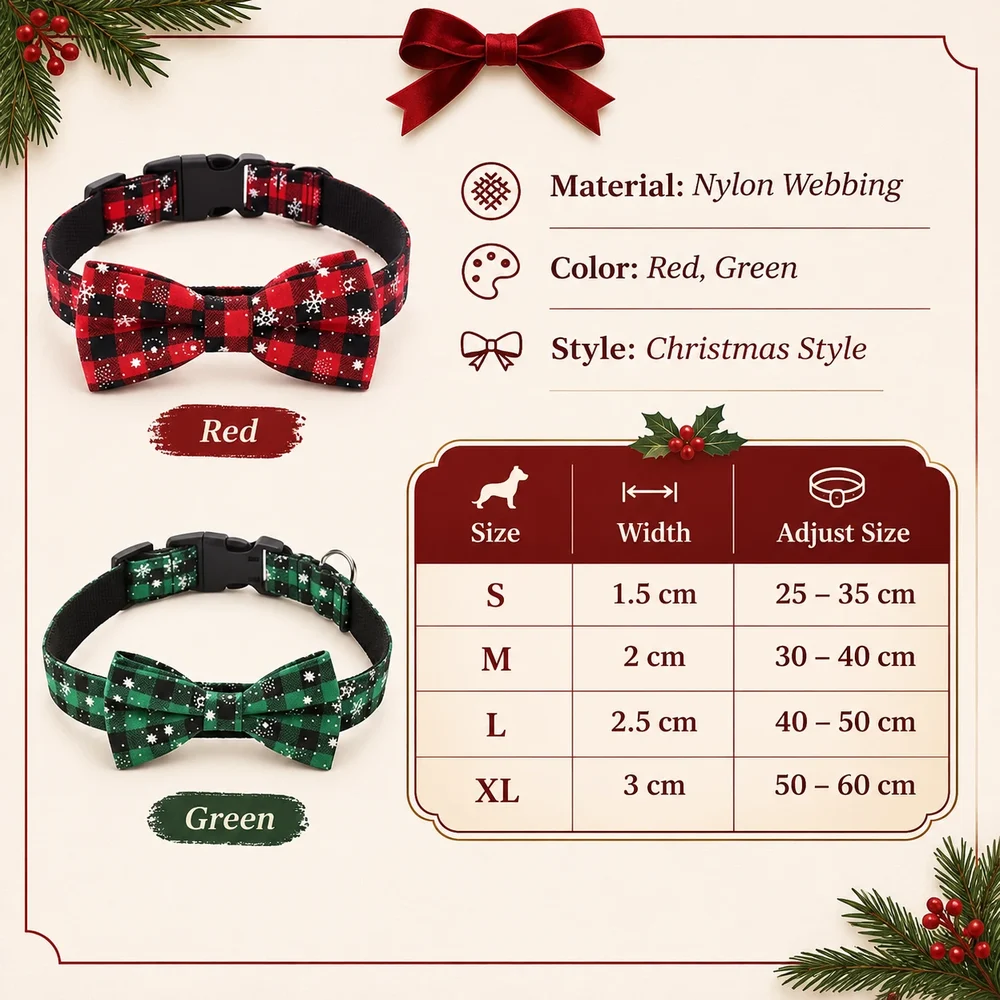 Material: Nylon Webbing
Color: Red, Green
Style: Christmas Style
Red
Green
Size Width Adjust Size
S 1.5 cm 25 – 35 cm
M 2 cm 30 – 40 cm
L 2.5 cm 40 – 50 cm
XL 3 cm 50 – 60 cm